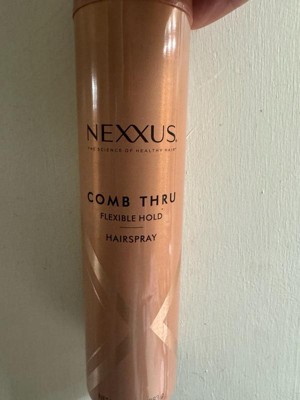 NEXXUS
THE SCIENCE OF HEALTHY HAIR
COMB THRU
FLEXIBLE HOLD
HAIRSPRAY